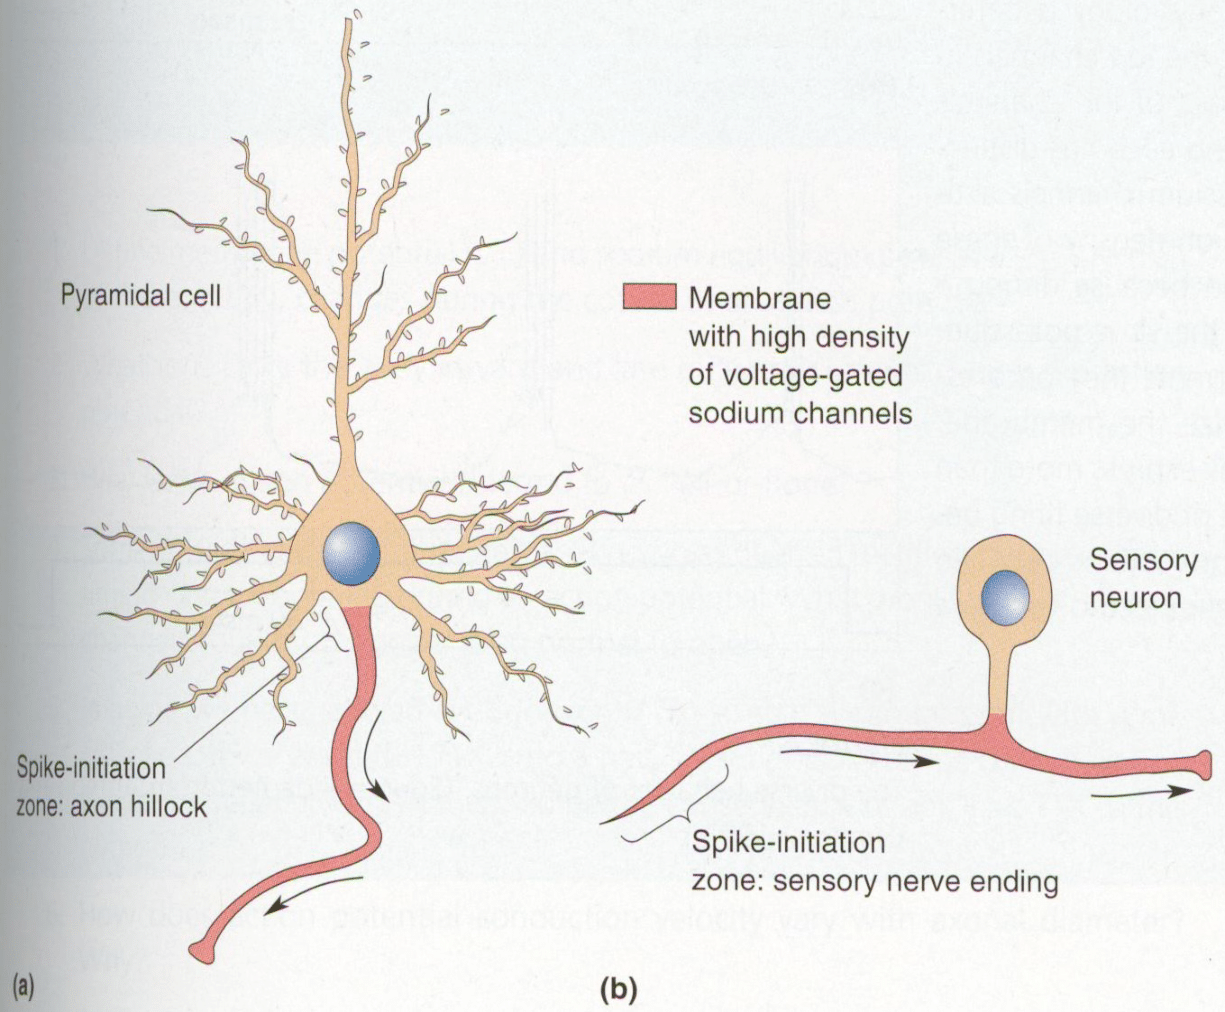 Pyramidal cell
Membrane
with high density
of voltage-gated
sodium channels
Sensory
neuron
Spike-initiation
zone: axon hillock
Spike-initiation
zone: sensory nerve ending
(a)
(b)